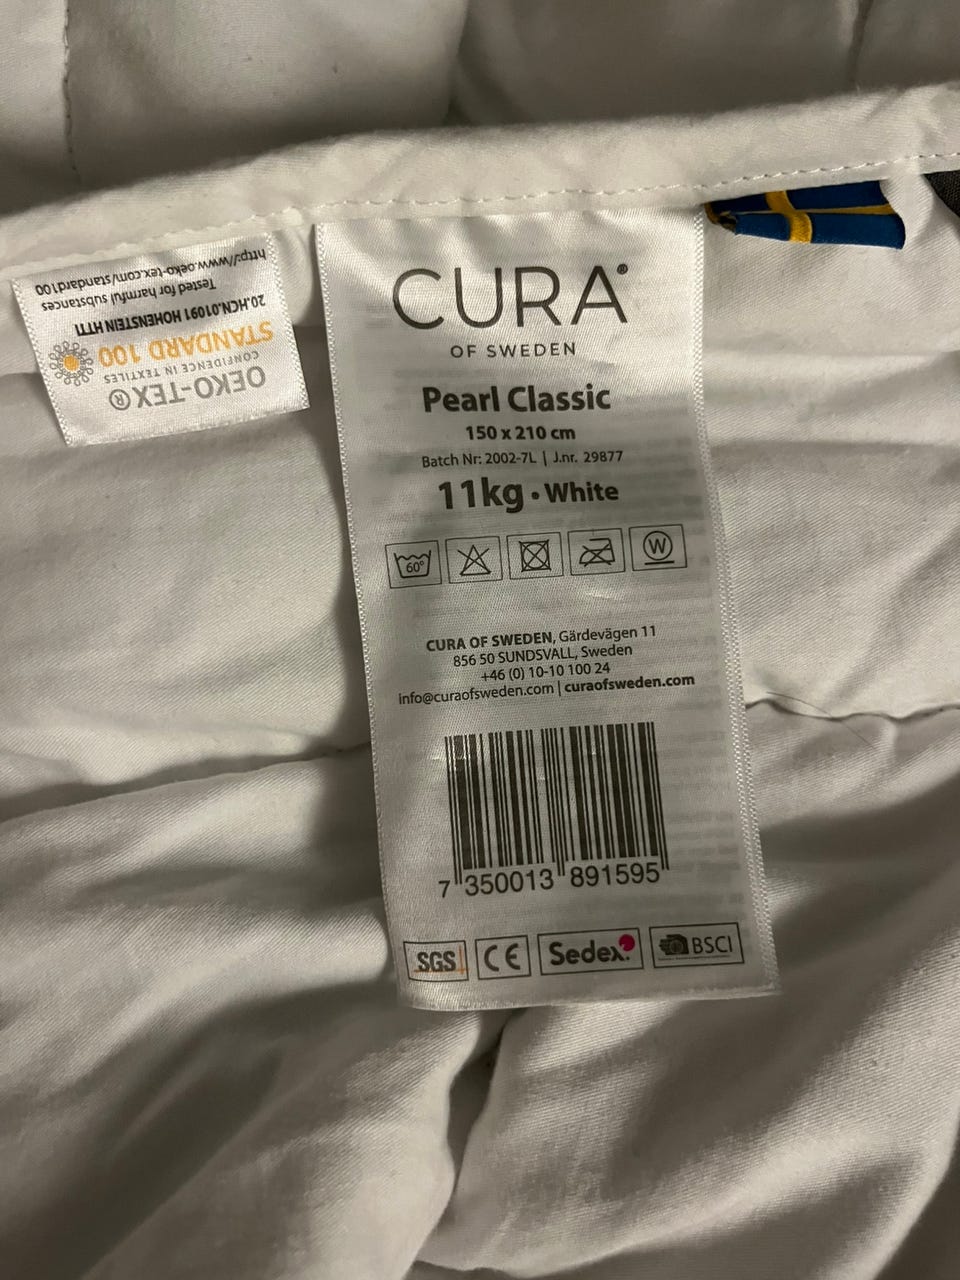 CURA®
OF SWEDEN
Pearl Classic
150 x 210 cm
Batch Nr: 2002-7L | J.nr. 29877
11kg • White
60°
W
CURA OF SWEDEN, Gärdevägen 11
856 50 SUNDSVALL, Sweden
+46 (0) 10-10 100 24
info@curaofsweden.com | curaofsweden.com
7 350013 891595
SGS CE Sedex. BSCI
OEKO-TEX®
CONFIDENCE IN TEXTILES
STANDARD 100
20.HCN.01091 HOHENSTEIN HTTI
Tested for harmful substances
http://www.oeko-tex.com/standard100